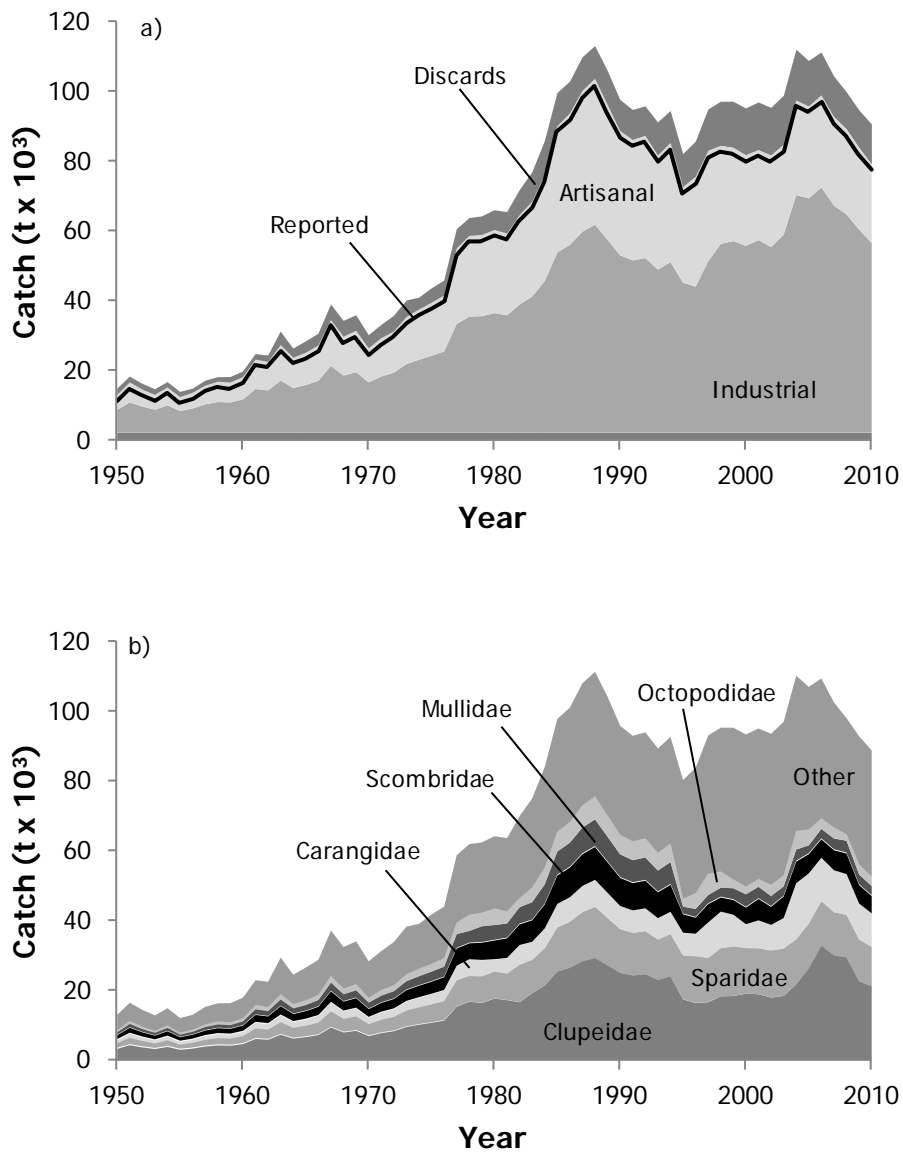 a)
120
100
80
60
40
20
0
Catch (t x 10³)
Discards
Reported
Artisanal
Industrial
1950 1960 1970 1980 1990 2000 2010
Year
b)
120
100
80
60
40
20
0
Catch (t x 10³)
Octopodidae
Mullidae
Scombridae
Other
Carangidae
Sparidae
Clupeidae
1950 1960 1970 1980 1990 2000 2010
Year